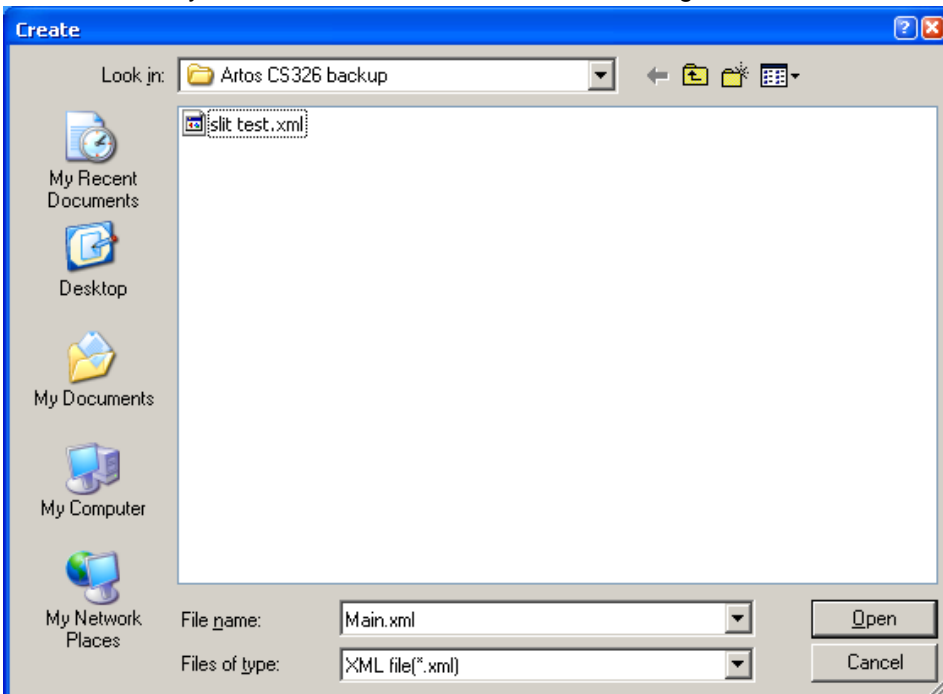 Create
Look in: Artos CS326 backup
slit test.xml
My Recent
Documents
Desktop
My Documents
My Computer
My Network
Places
File name: Main.xml Open
Files of type: XML file(*.xml) Cancel